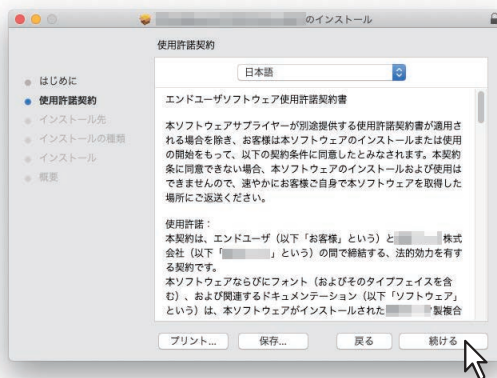 のインストール
使用許諾契約
はじめに
使用許諾契約
インストール先
インストールの種類
インストール
概要
日本語
エンドユーザソフトウェア使用許諾契約書
本ソフトウェアサプライヤーが別途提供する使用許諾契約書が適用さ
れる場合を除き、お客様は本ソフトウェアのインストールまたは使用
の開始をもって、以下の契約条件に同意したとみなされます。本契約
条に同意できない場合、本ソフトウェアのインストールおよび使用は
できませんので、速やかにお客様ご自身で本ソフトウェアを取得した
場所にご返送ください。
使用許諾：
本契約は、エンドユーザ（以下「お客様」という）と 株式
会社（以下「 」という）の間で締結する、法的効力を有す
る契約です。
本ソフトウェアならびにフォント（およびそのタイプフェイスを含
む）、および関連するドキュメンテーション（以下「ソフトウェア」
という）は、本ソフトウェアがインストールされた 製複合
プリント... 保存... 戻る 続ける